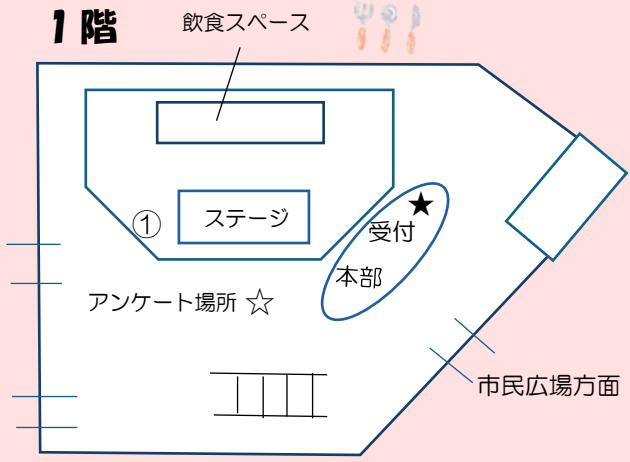 1階
飲食スペース
①
ステージ
★
受付
本部
アンケート場所 ☆
市民広場方面